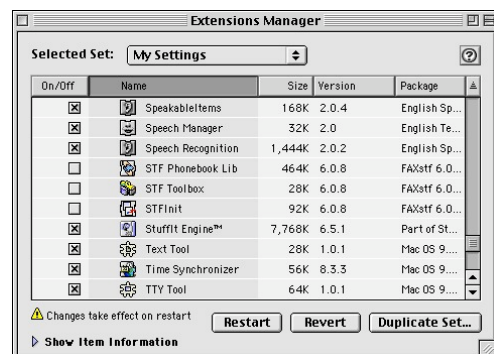 Extensions Manager
Selected Set: My Settings
On/Off Name Size Version Package
SpeakableItems 168K 2.0.4 English Sp...
Speech Manager 32K 2.0 English Te...
Speech Recognition 1,444K 2.0.2 English Sp...
STF Phonebook Lib 464K 6.0.8 FAXstf 6.0...
STF Toolbox 28K 6.0.8 FAXstf 6.0...
STFInit 92K 6.0.8 FAXstf 6.0...
StuffIt Engine™ 7,768K 6.5.1 Part of St...
Text Tool 28K 1.0.1 Mac OS 9....
Time Synchronizer 56K 8.3.3 Mac OS 9....
TTY Tool 64K 1.0.1 Mac OS 9....
Changes take effect on restart Restart Revert Duplicate Set...
Show Item Information